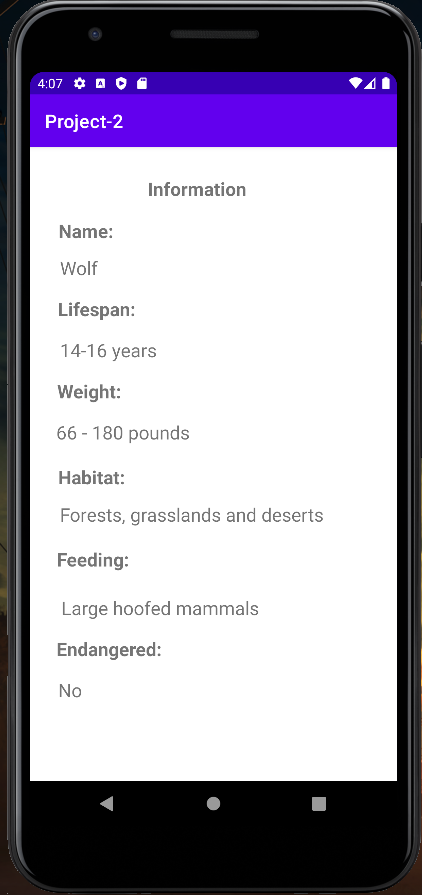 4:07
Project-2
Information
Name:
Wolf
Lifespan:
14-16 years
Weight:
66 - 180 pounds
Habitat:
Forests, grasslands and deserts
Feeding:
Large hoofed mammals
Endangered:
No